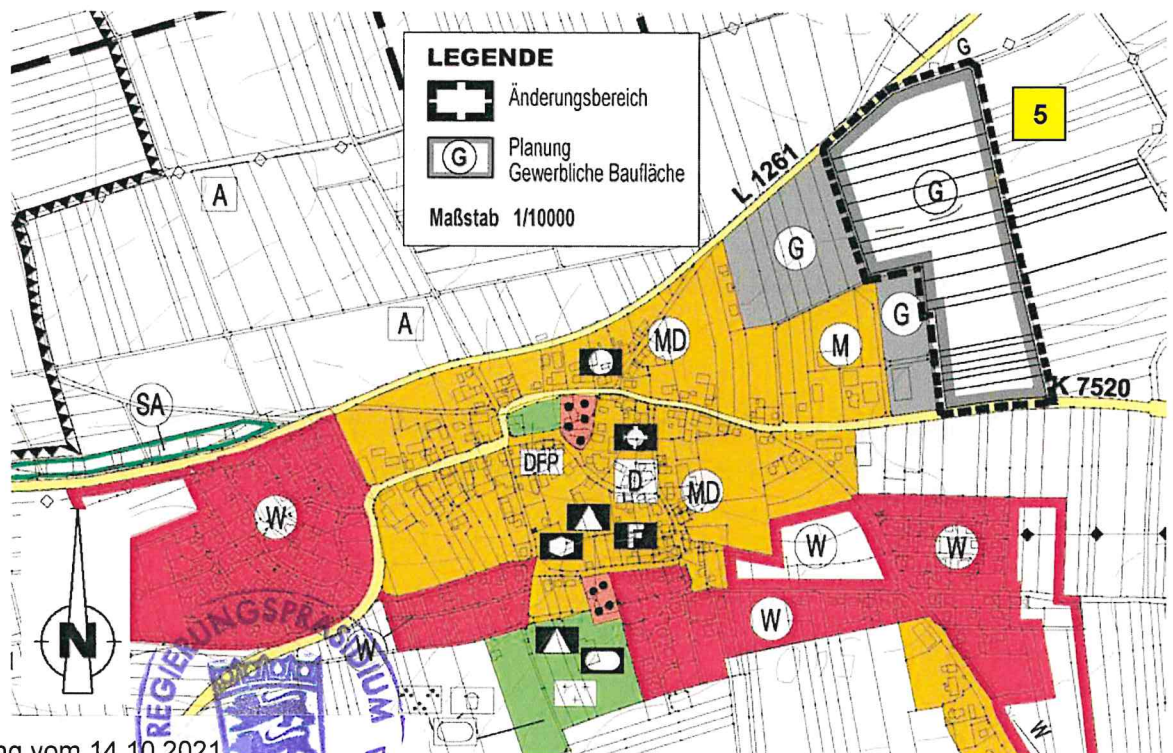 LEGENDE
Änderungsbereich
G
Planung
Gewerbliche Baufläche
Maßstab 1/10000
G
5
L 1261
A
G
G
A
MD
M
G
K 7520
SA
DFP
D
MD
W
F
W
W
W
N
W
W
REGIERUNGSPRÄSIDIUM
ng vom 14.10.2021